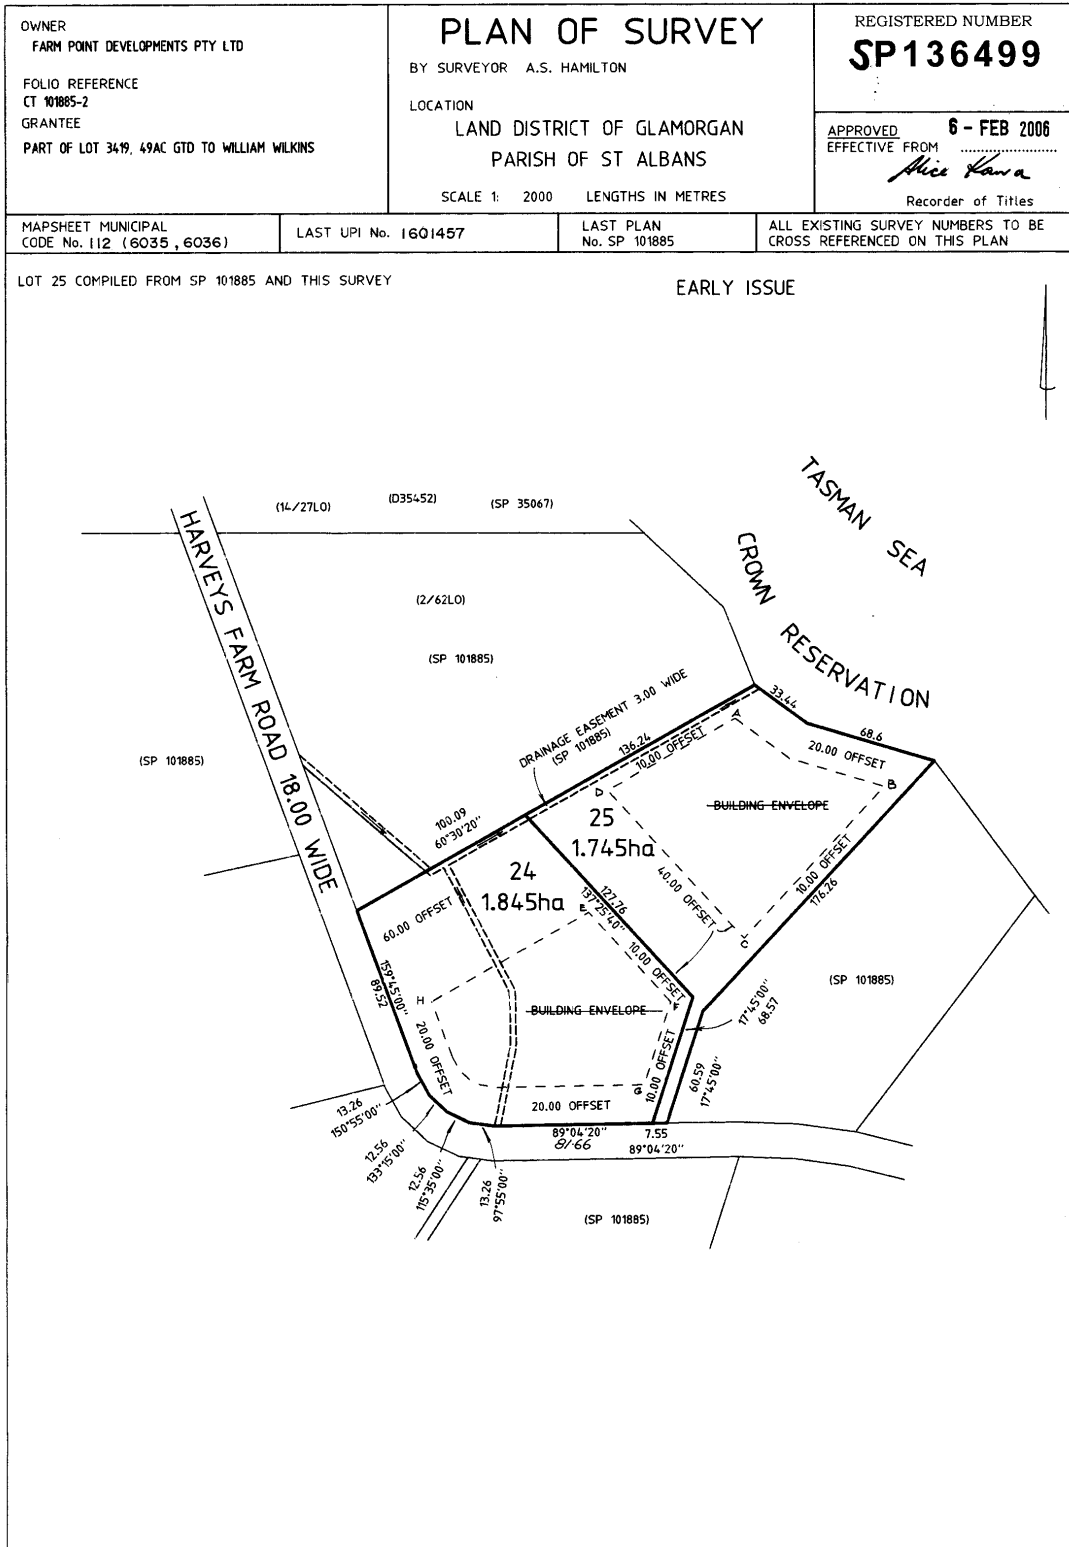 OWNER
FARM POINT DEVELOPMENTS PTY LTD
FOLIO REFERENCE
CT 101885-2
GRANTEE
PART OF LOT 3419, 49AC GTD TO WILLIAM WILKINS
PLAN OF SURVEY
BY SURVEYOR A.S. HAMILTON
LOCATION
LAND DISTRICT OF GLAMORGAN
PARISH OF ST ALBANS
SCALE 1: 2000 LENGTHS IN METRES
REGISTERED NUMBER
SP136499
APPROVED 6 - FEB 2006
EFFECTIVE FROM
Alice Kawa
Recorder of Titles
MAPSHEET MUNICIPAL
CODE No. 112 (6035, 6036)
LAST UPI No. 1601457
LAST PLAN
No. SP 101885
ALL EXISTING SURVEY NUMBERS TO BE
CROSS REFERENCED ON THIS PLAN
LOT 25 COMPILED FROM SP 101885 AND THIS SURVEY
EARLY ISSUE
TASMAN SEA
CROWN RESERVATION
(14/27LO)
(D35452)
(SP 35067)
HARVEYS FARM ROAD 18.00 WIDE
(2/62LO)
(SP 101885)
(SP 101885)
DRAINAGE EASEMENT 3.00 WIDE
(SP 101885)
136.24
10.00 OFFSET
33.44
68.6
20.00 OFFSET
A
B
D
BUILDING ENVELOPE
25
1.745ha
100.09
60°30'20"
24
1.845ha
127.76
137°25'40"
40.00 OFFSET
10.00 OFFSET
176.26
C
60.00 OFFSET
E
10.00 OFFSET
159°45'00"
89.52
H
BUILDING ENVELOPE
(SP 101885)
17°45'00"
68.57
20.00 OFFSET
10.00 OFFSET
60.59
17°45'00"
G
20.00 OFFSET
13.26
150°55'00"
12.56
133°15'00"
12.56
115°35'00"
13.26
97°55'00"
89°04'20"
81.66
7.55
89°04'20"
(SP 101885)